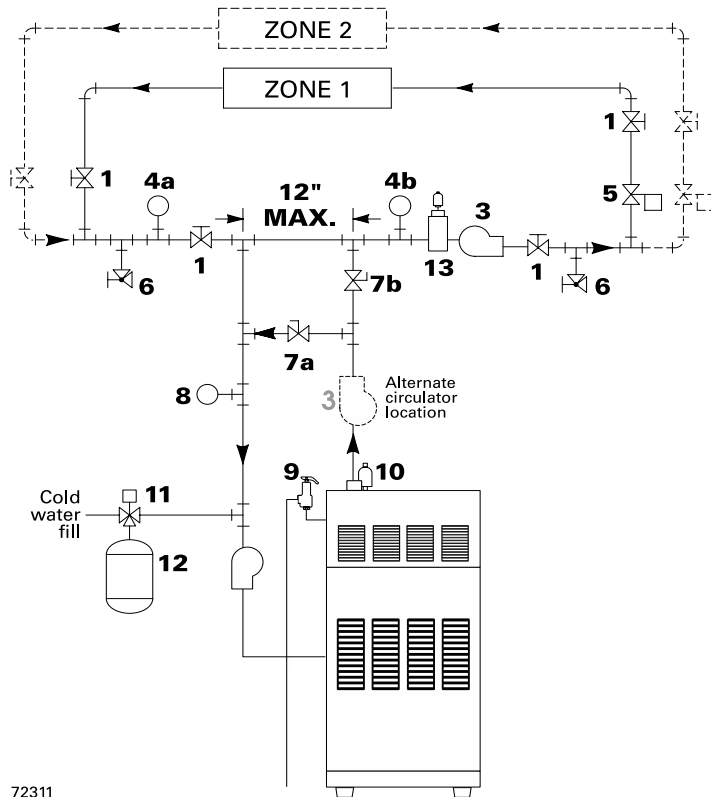 ZONE 2
ZONE 1
1
1
4a
12"
MAX.
4b
3
5
6
1
13
1
6
7b
7a
8
3
Alternate
circulator
location
9
10
11
Cold
water
fill
12
72311